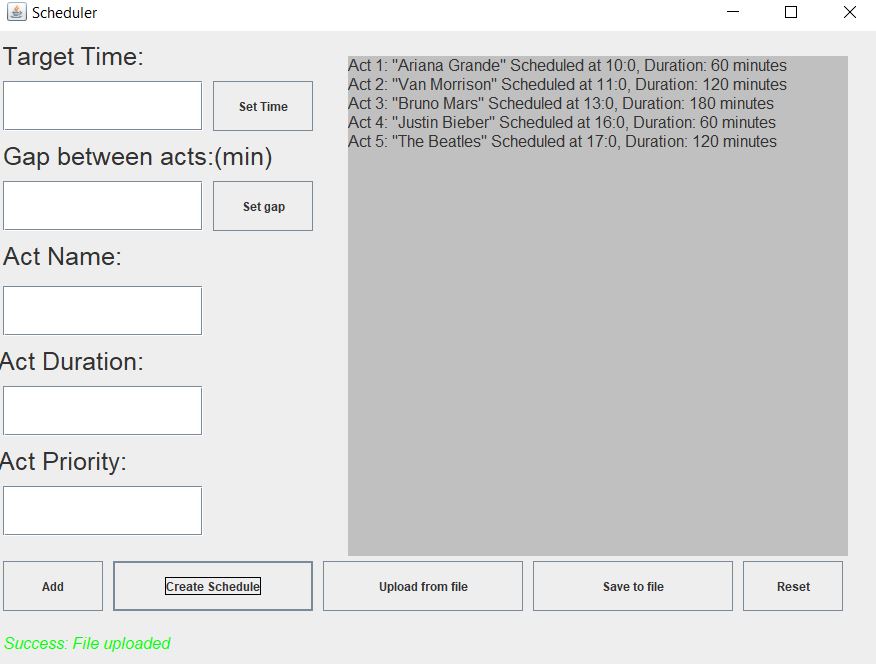 Scheduler
Target Time:
Set Time
Gap between acts:(min)
Set gap
Act Name:
Act Duration:
Act Priority:
Act 1: "Ariana Grande" Scheduled at 10:0, Duration: 60 minutes
Act 2: "Van Morrison" Scheduled at 11:0, Duration: 120 minutes
Act 3: "Bruno Mars" Scheduled at 13:0, Duration: 180 minutes
Act 4: "Justin Bieber" Scheduled at 16:0, Duration: 60 minutes
Act 5: "The Beatles" Scheduled at 17:0, Duration: 120 minutes
Add
Create Schedule
Upload from file
Save to file
Reset
Success: File uploaded